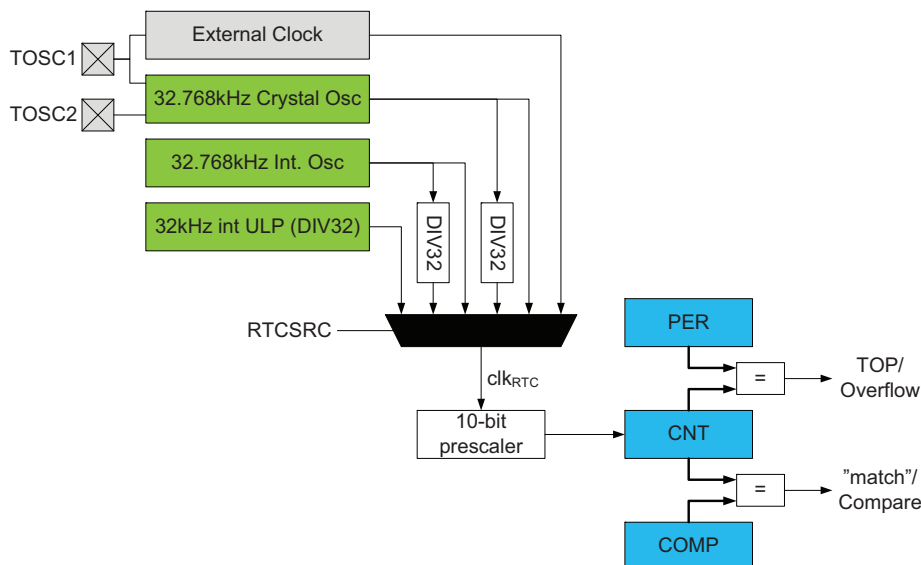 External Clock
TOSC1
32.768kHz Crystal Osc
TOSC2
32.768kHz Int. Osc
32kHz int ULP (DIV32)
DIV32
DIV32
RTCSRC
PER
clkRTC
=
TOP/
Overflow
10-bit
prescaler
CNT
=
”match”/
Compare
COMP